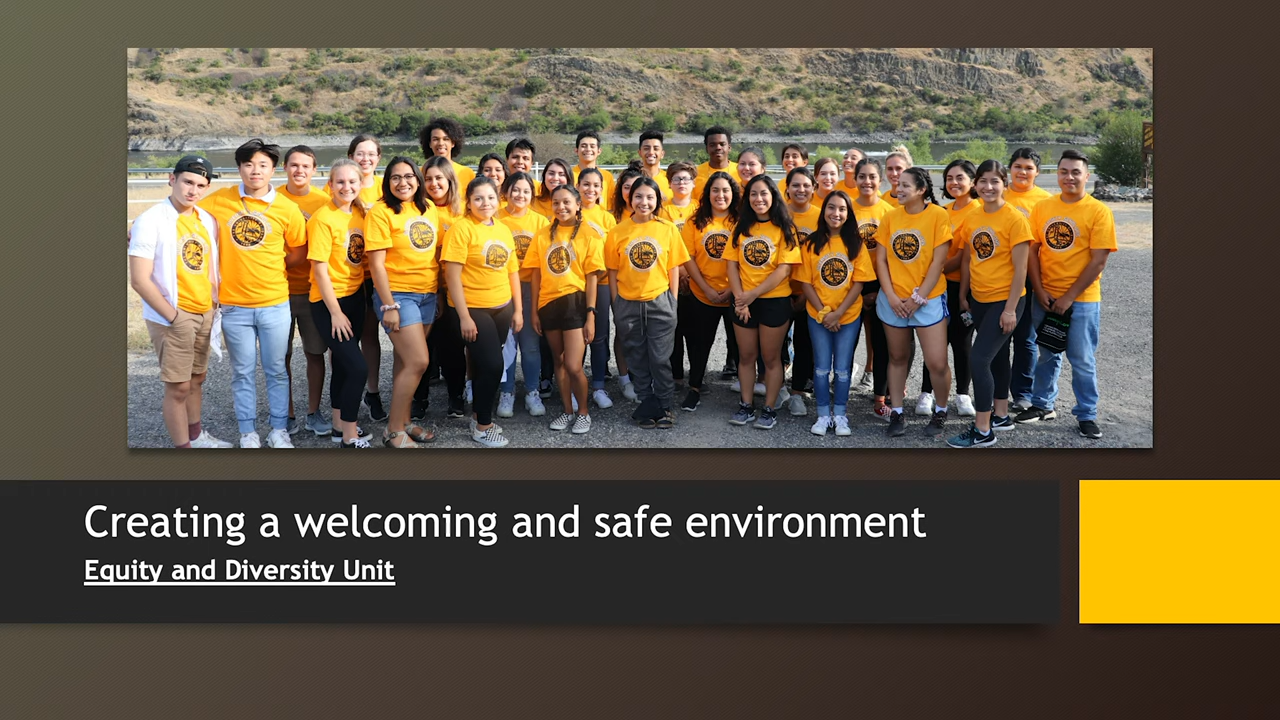 Creating a welcoming and safe environment
Equity and Diversity Unit